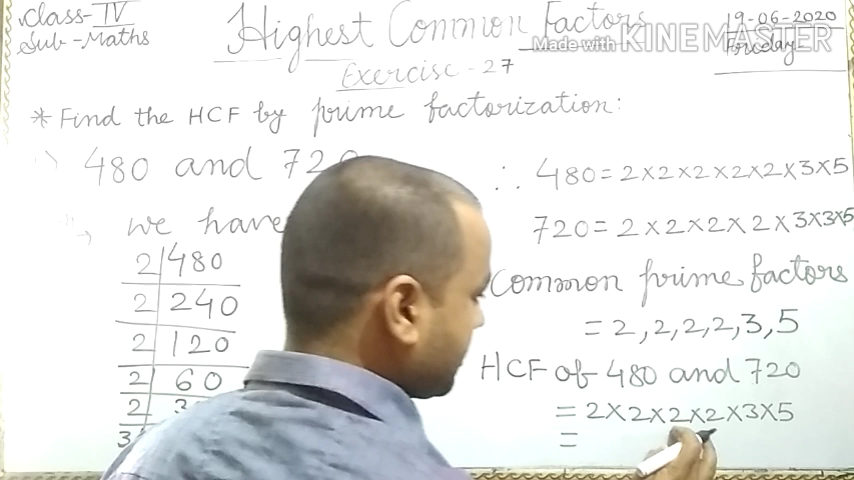 Class-IV
Sub-Maths
Highest Common Factors
Exercise-27
19-06-2020
Made with KINEMASTER
* Find the HCF by prime factorization:
480 and 720
We have
2 480
2 240
2 120
2 60
2
3
∴ 480=2×2×2×2×2×3×5
720=2×2×2×2×3×3×5
Common prime factors
=2,2,2,2,3,5
HCF of 480 and 720
=2×2×2×2×3×5
=